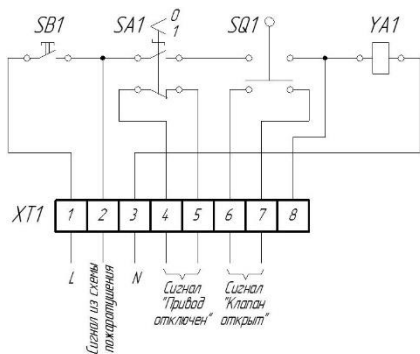 SB1 SA1 0 SQ1 YA1
1
XT1 1 2 3 4 5 6 7 8
L
Сигнал из схемы
пожаротушения
N
Сигнал
"Привод
отключен"
Сигнал
"Клапан
открыт"